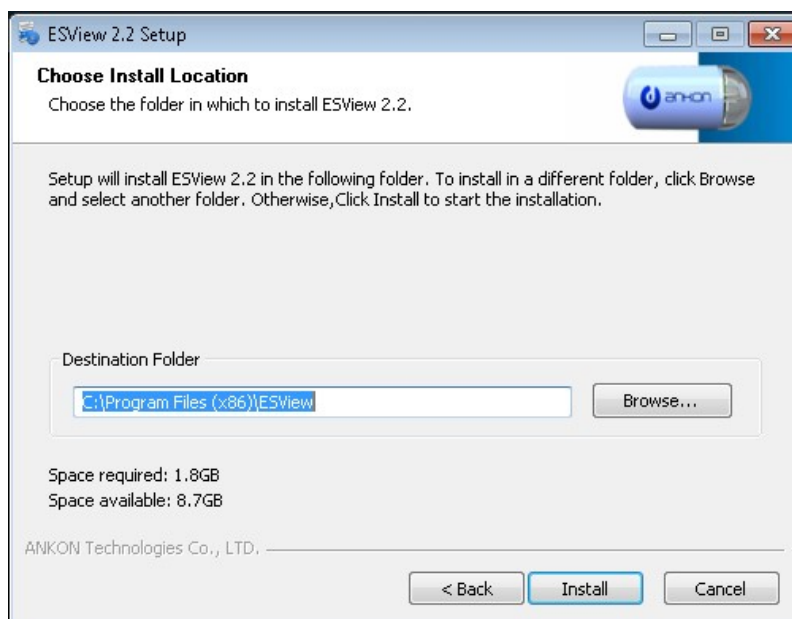 ESView 2.2 Setup
Choose Install Location
Choose the folder in which to install ESView 2.2.
ankon
Setup will install ESView 2.2 in the following folder. To install in a different folder, click Browse
and select another folder. Otherwise,Click Install to start the installation.
Destination Folder
C:\Program Files (x86)\ESView
Browse...
Space required: 1.8GB
Space available: 8.7GB
ANKON Technologies Co., LTD.
< Back
Install
Cancel